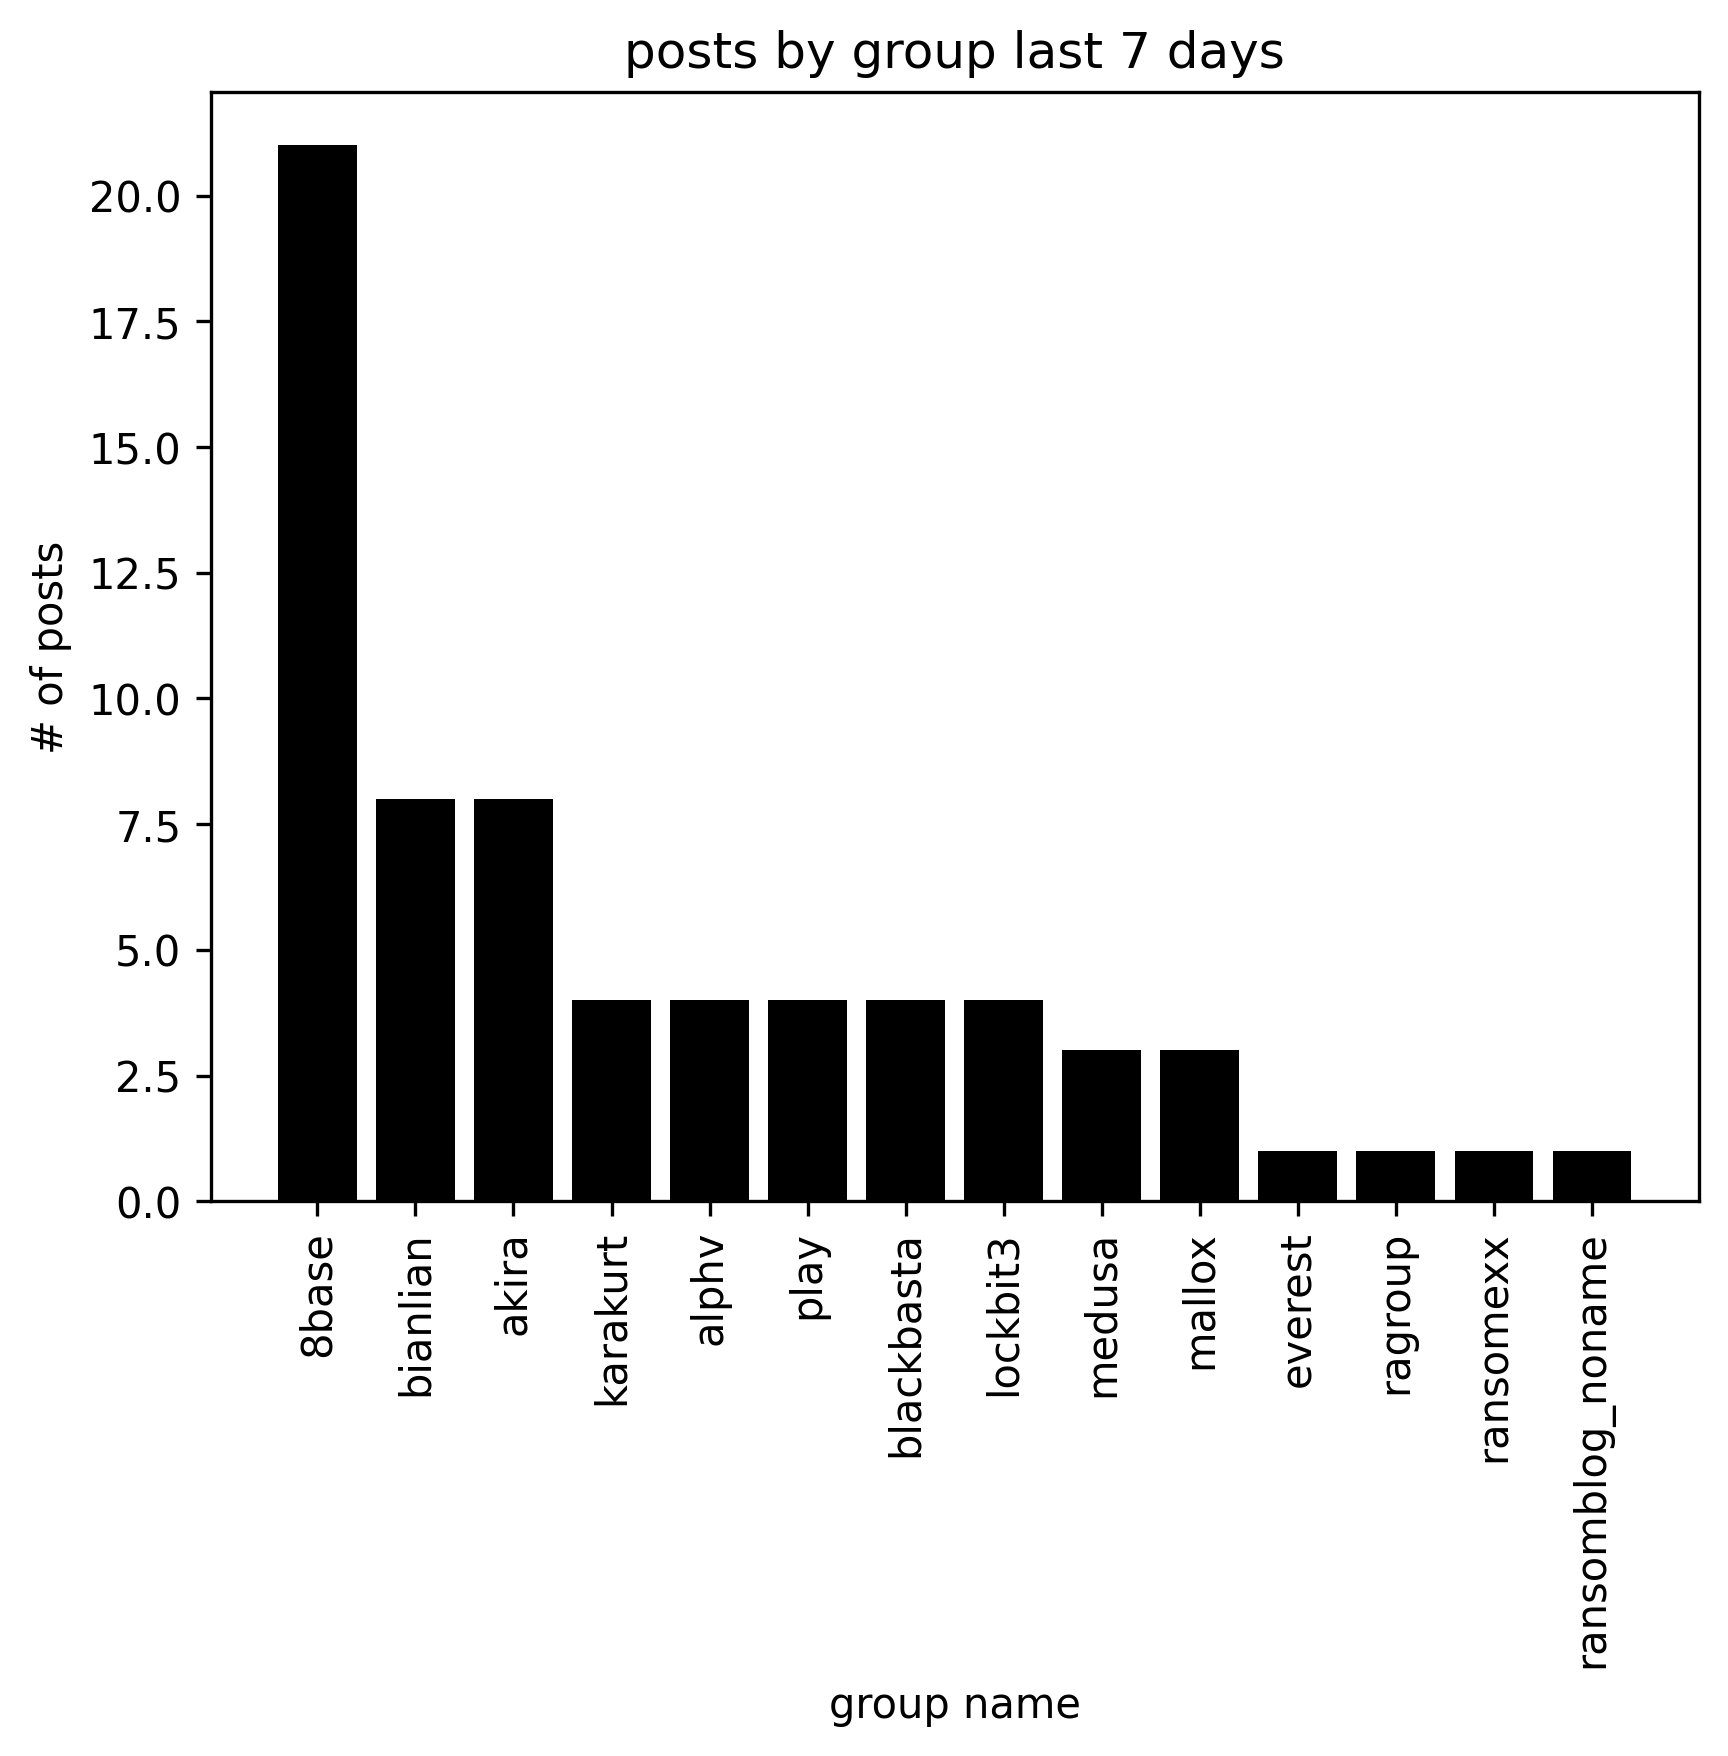 posts by group last 7 days
# of posts
20.0
17.5
15.0
12.5
10.0
7.5
5.0
2.5
0.0
8base
bianlian
akira
karakurt
alphv
play
blackbasta
lockbit3
medusa
mallox
everest
ragroup
ransomexx
ransomblog_noname
group name